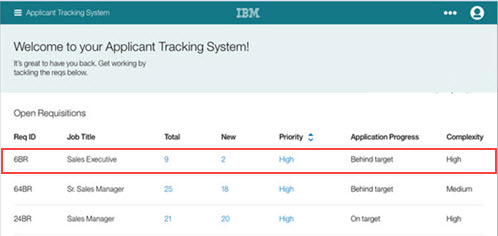 Applicant Tracking System IBM
Welcome to your Applicant Tracking System!
It's great to have you back. Get working by
tackling the reqs below.
Open Requisitions
Req ID Job Title Total New Priority Application Progress Complexity
6BR Sales Executive 9 2 High Behind target High
64BR Sr. Sales Manager 25 18 High Behind target Medium
24BR Sales Manager 21 20 High On target High